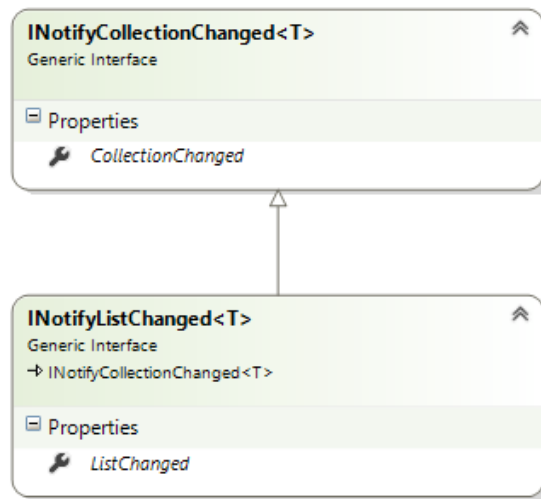 INotifyCollectionChanged<T>
Generic Interface
Properties
CollectionChanged
INotifyListChanged<T>
Generic Interface
INotifyCollectionChanged<T>
Properties
ListChanged